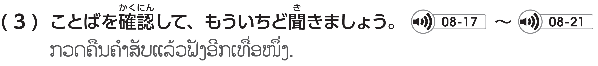 (3) ことばを確認して、もういちど聞きましょう。 08-17 ～ 08-21
ກວດຄືນຄຳສັບແລ້ວຟັງອີກເທື່ອໜຶ່ງ.